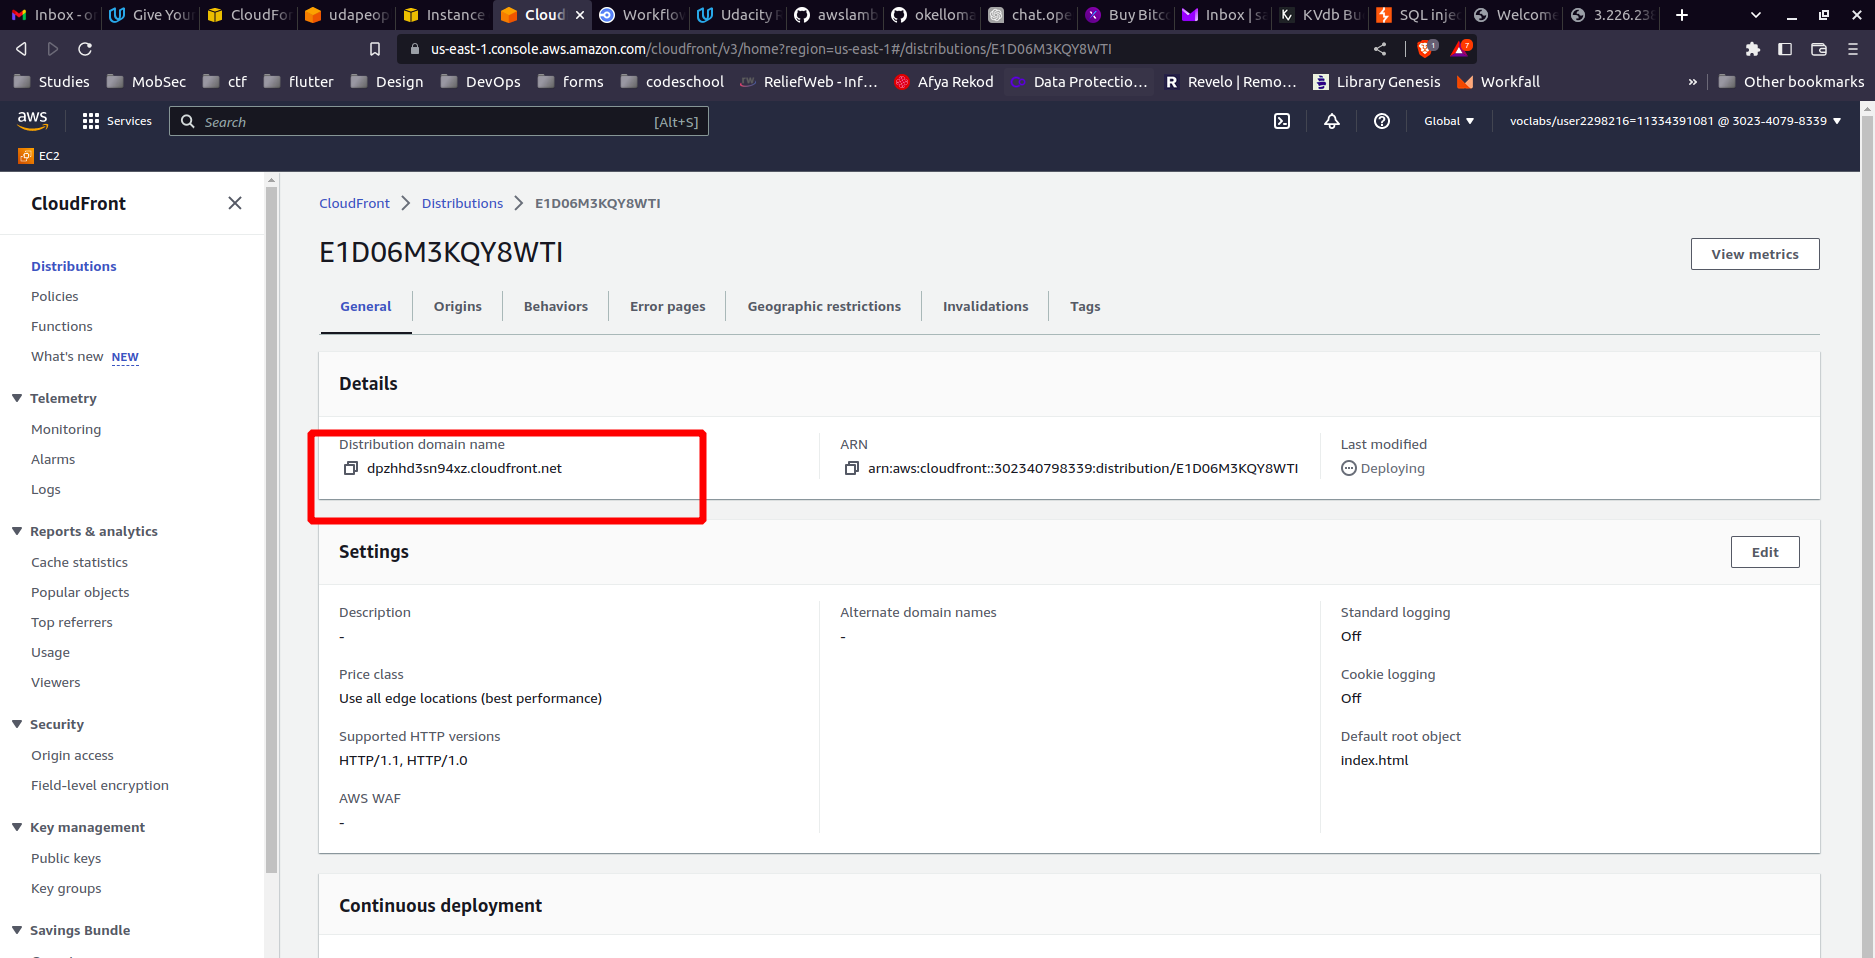 Inbox - o
Give Your
CloudFor
udapeop
Instance
Cloud
Workflow
Udacity
awslamb
okelloma
chat.ope
Buy Bitco
Inbox | s
KVdb Bu
SQL injec
Welcome
3.226.238
us-east-1.console.aws.amazon.com/cloudfront/v3/home?region=us-east-1#/distributions/E1D06M3KQY8WTI
1
7
Studies
MobSec
ctf
flutter
Design
DevOps
forms
codeschool
ReliefWeb - Inf…
Afya Rekod
Data Protectio…
Revelo | Remo…
Library Genesis
Workfall
»
Other bookmarks
aws
Services
Search
[Alt+S]
Global
voclabs/user2298216=11334391081 @ 3023-4079-8339
EC2
CloudFront
Distributions
Policies
Functions
What's new NEW
Telemetry
Monitoring
Alarms
Logs
Reports & analytics
Cache statistics
Popular objects
Top referrers
Usage
Viewers
Security
Origin access
Field-level encryption
Key management
Public keys
Key groups
Savings Bundle
CloudFront > Distributions > E1D06M3KQY8WTI
E1D06M3KQY8WTI
View metrics
General
Origins
Behaviors
Error pages
Geographic restrictions
Invalidations
Tags
Details
Distribution domain name
dpzhhd3sn94xz.cloudfront.net
ARN
arn:aws:cloudfront::302340798339:distribution/E1D06M3KQY8WTI
Last modified
Deploying
Settings
Edit
Description
-
Price class
Use all edge locations (best performance)
Supported HTTP versions
HTTP/1.1, HTTP/1.0
AWS WAF
-
Alternate domain names
-
Standard logging
Off
Cookie logging
Off
Default root object
index.html
Continuous deployment